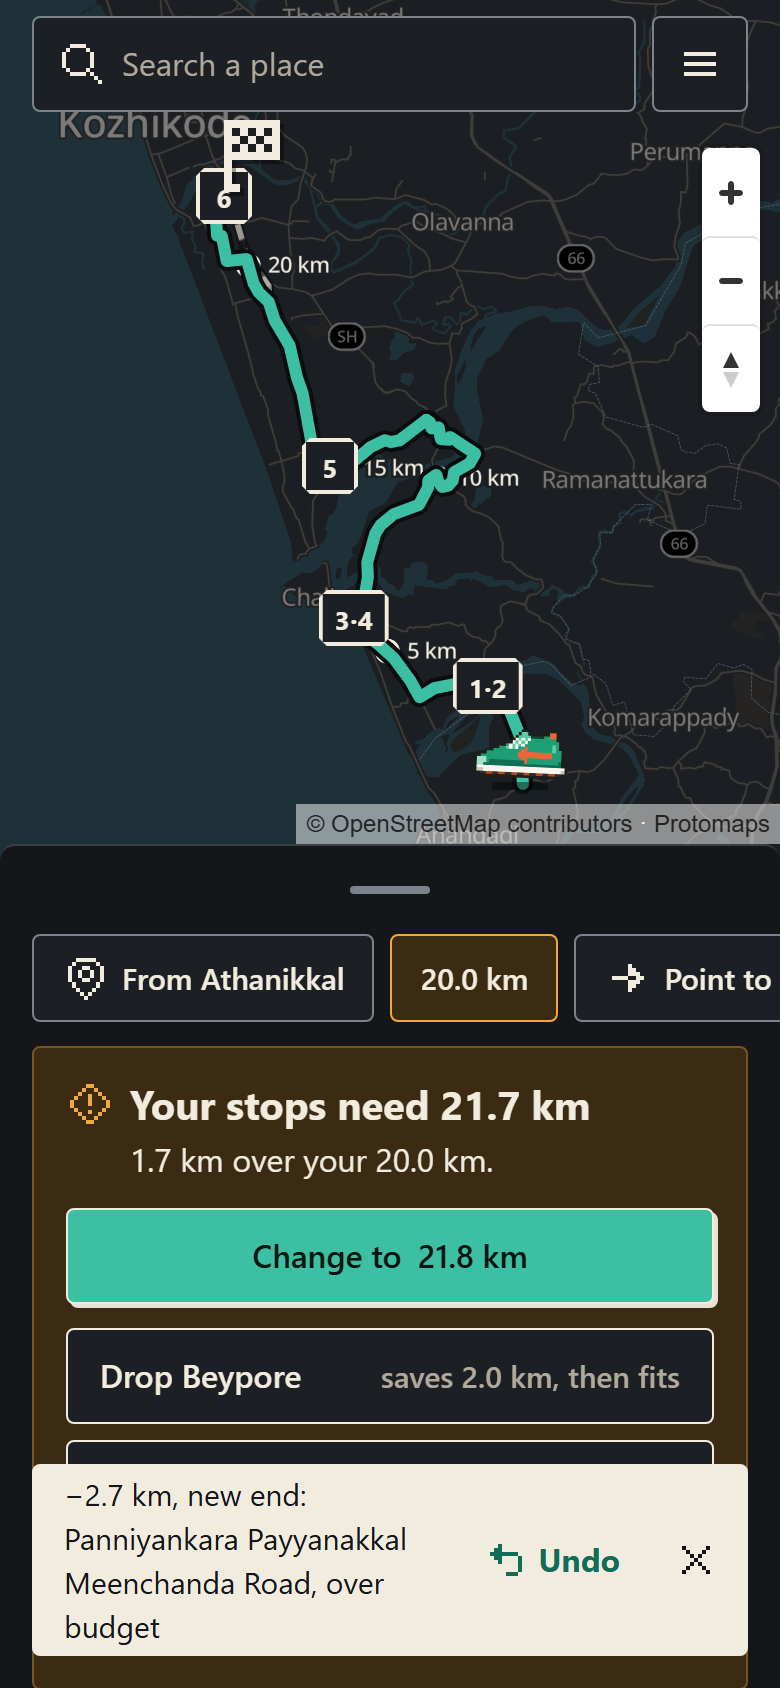 Search a place
Kozhikode
6
20 km
Olavanna
66
SH
5
15 km
10 km
Ramanattukara
66
3·4
5 km
1·2
Komarappady
© OpenStreetMap contributors · Protomaps
From Athanikkal
20.0 km
Point to
Your stops need 21.7 km
1.7 km over your 20.0 km.
Change to 21.8 km
Drop Beypore
saves 2.0 km, then fits
−2.7 km, new end:
Panniyankara Payyanakkal
Meenchanda Road, over
budget
Undo